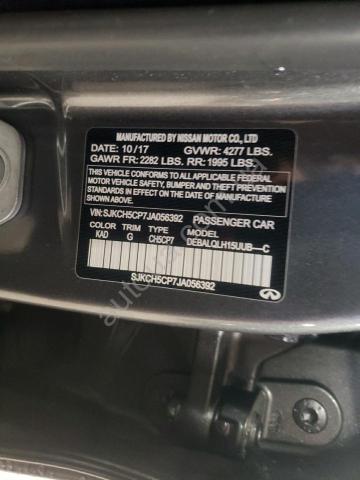 MANUFACTURED BY NISSAN MOTOR CO., LTD
DATE: 10/17 GVWR: 4277 LBS.
GAWR FR: 2282 LBS. RR: 1995 LBS.
THIS VEHICLE CONFORMS TO ALL APPLICABLE FEDERAL
MOTOR VEHICLE SAFETY, BUMPER AND THEFT PREVENTION
STANDARDS IN EFFECT ON THE DATE OF MANUFACTURE
SHOWN ABOVE.
VIN: SJKCH5CP7JA056392 PASSENGER CAR
COLOR TRIM TYPE MODEL
KAD G CH5CP7 DEBALQLH15UUB--C
SJKCH5CP7JA056392
INFINITI